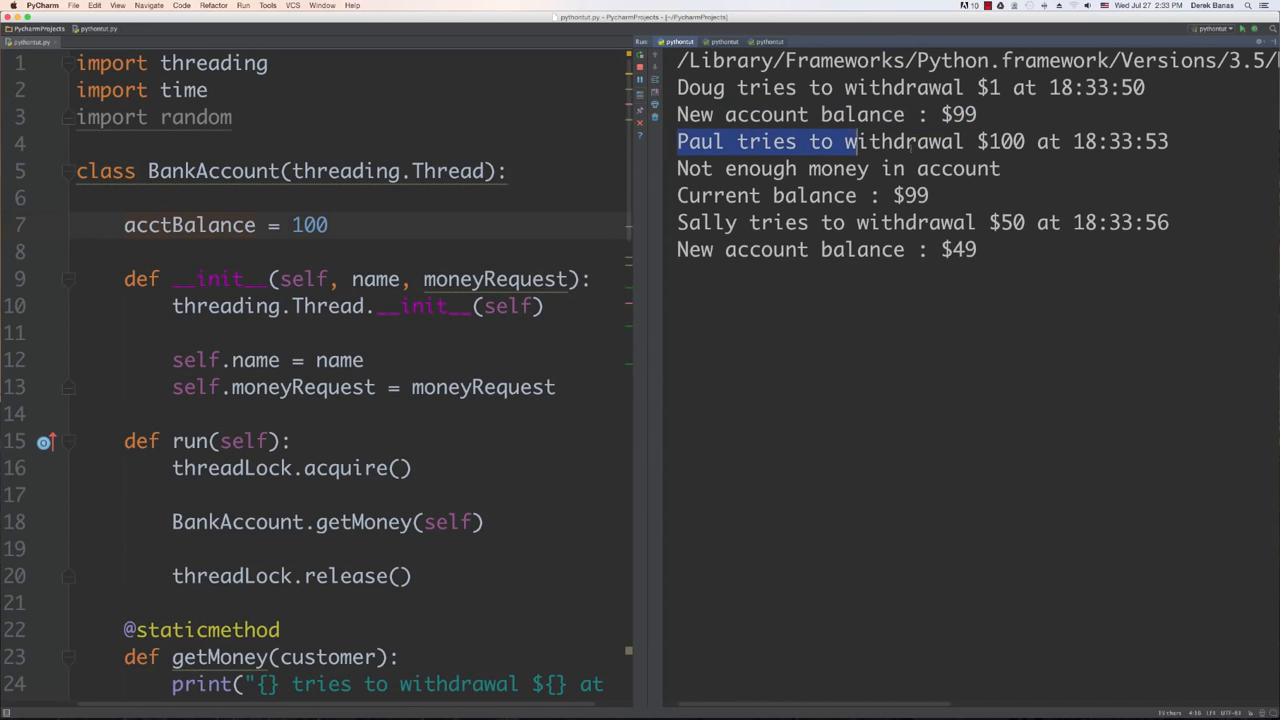 PyCharm File Edit View Navigate Code Refactor Run Tools VCS Window Help
10 Wed Jul 27 2:33 PM Derek Banas
pythontut.py - PycharmProjects - [~/PycharmProjects]
PycharmProjects pythontut.py
pythontut
pythontut.py
Run: pythontut pythontut pythontut
1 import threading
2 import time
3 import random
4
5 class BankAccount(threading.Thread):
6
7 acctBalance = 100
8
9 def __init__(self, name, moneyRequest):
10 threading.Thread.__init__(self)
11
12 self.name = name
13 self.moneyRequest = moneyRequest
14
15 def run(self):
16 threadLock.acquire()
17
18 BankAccount.getMoney(self)
19
20 threadLock.release()
21
22 @staticmethod
23 def getMoney(customer):
24 print("{} tries to withdrawal ${} at
/Library/Frameworks/Python.framework/Versions/3.5/
Doug tries to withdrawal $1 at 18:33:50
New account balance : $99
Paul tries to withdrawal $100 at 18:33:53
Not enough money in account
Current balance : $99
Sally tries to withdrawal $50 at 18:33:56
New account balance : $49
UTF-8